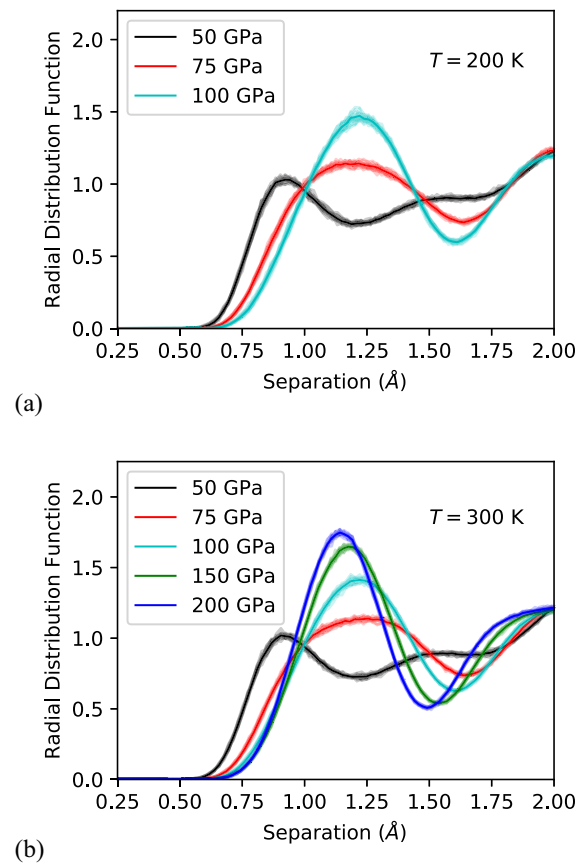 Radial Distribution Function
2.0
1.5
1.0
0.5
0.0
50 GPa
75 GPa
100 GPa
T = 200 K
0.25 0.50 0.75 1.00 1.25 1.50 1.75 2.00
Separation (Å)
(a)
Radial Distribution Function
2.0
1.5
1.0
0.5
0.0
50 GPa
75 GPa
100 GPa
150 GPa
200 GPa
T = 300 K
0.25 0.50 0.75 1.00 1.25 1.50 1.75 2.00
Separation (Å)
(b)